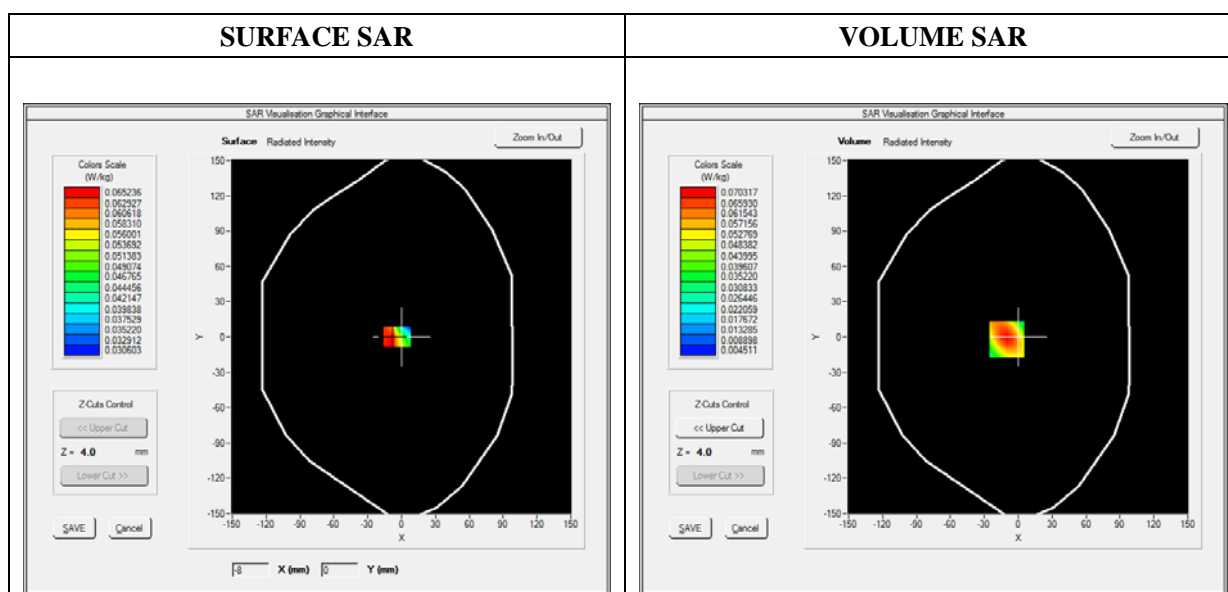 SURFACE SAR
VOLUME SAR
SAR Visualisation Graphical Interface
Surface Radiated Intensity
Zoom In/Out
Colors Scale
(W/kg)
0.065236
0.062927
0.060618
0.058310
0.056001
0.053692
0.051383
0.049074
0.046765
0.044456
0.042147
0.039838
0.037529
0.035220
0.032912
0.030603
Z-Cuts Control
<< Upper Cut
Z = 4.0 mm
Lower Cut >>
SAVE Cancel
150
120
90
60
30
0
-30
-60
-90
-120
-150
Y
-150 -120 -90 -60 -30 0 30 60 90 120 150
X
-8 X (mm) 0 Y (mm)
SAR Visualisation Graphical Interface
Volume Radiated Intensity
Zoom In/Out
Colors Scale
(W/kg)
0.070317
0.065930
0.061543
0.057156
0.052769
0.048382
0.043995
0.039607
0.035220
0.030833
0.026446
0.022059
0.017672
0.013285
0.008898
0.004511
Z-Cuts Control
<< Upper Cut
Z = 4.0 mm
Lower Cut >>
SAVE Cancel
150
120
90
60
30
0
-30
-60
-90
-120
-150
Y
-150 -120 -90 -60 -30 0 30 60 90 120 150
X